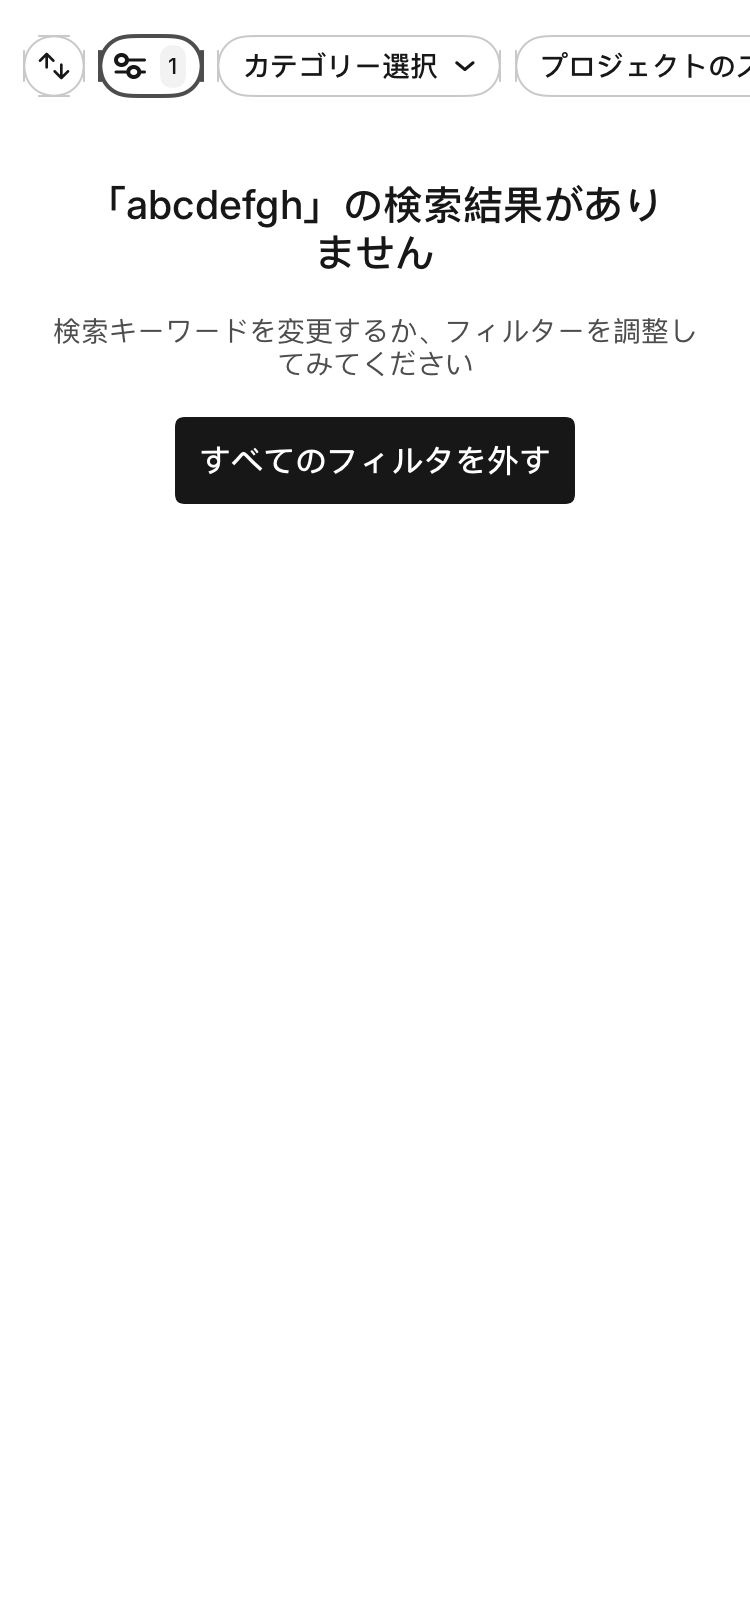 1
カテゴリー選択
プロジェクトの
「abcdefgh」の検索結果があり
ません
検索キーワードを変更するか、フィルターを調整し
てみてください
すべてのフィルタを外す